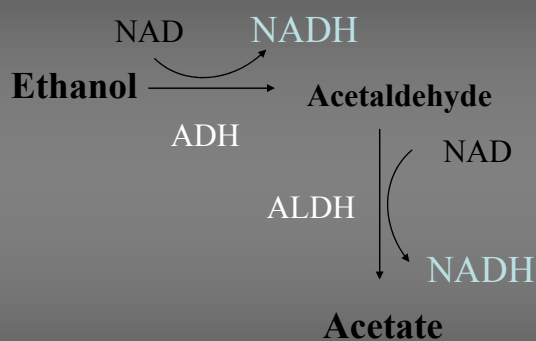 NAD NADH
Ethanol Acetaldehyde
ADH
NAD
ALDH
NADH
Acetate